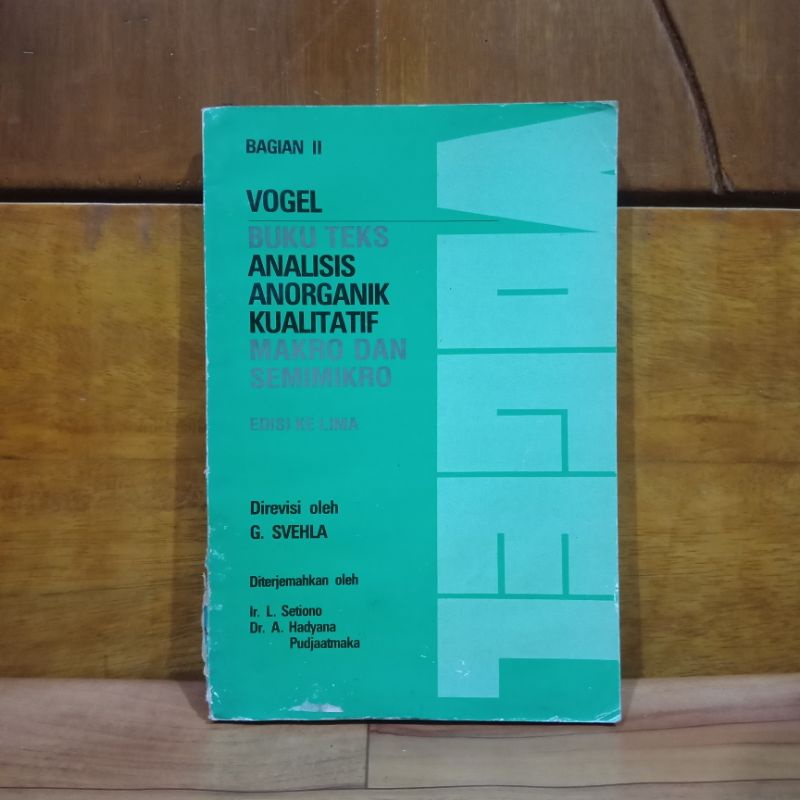 BAGIAN II
VOGEL
BUKU TEKS
ANALISIS
ANORGANIK
KUALITATIF
MAKRO DAN
SEMIMIKRO
EDISI KE LIMA
Direvisi oleh
G. SVEHLA
Diterjemahkan oleh
Ir. L. Setiono
Dr. A. Hadyana
Pudjaatmaka
VOGEL